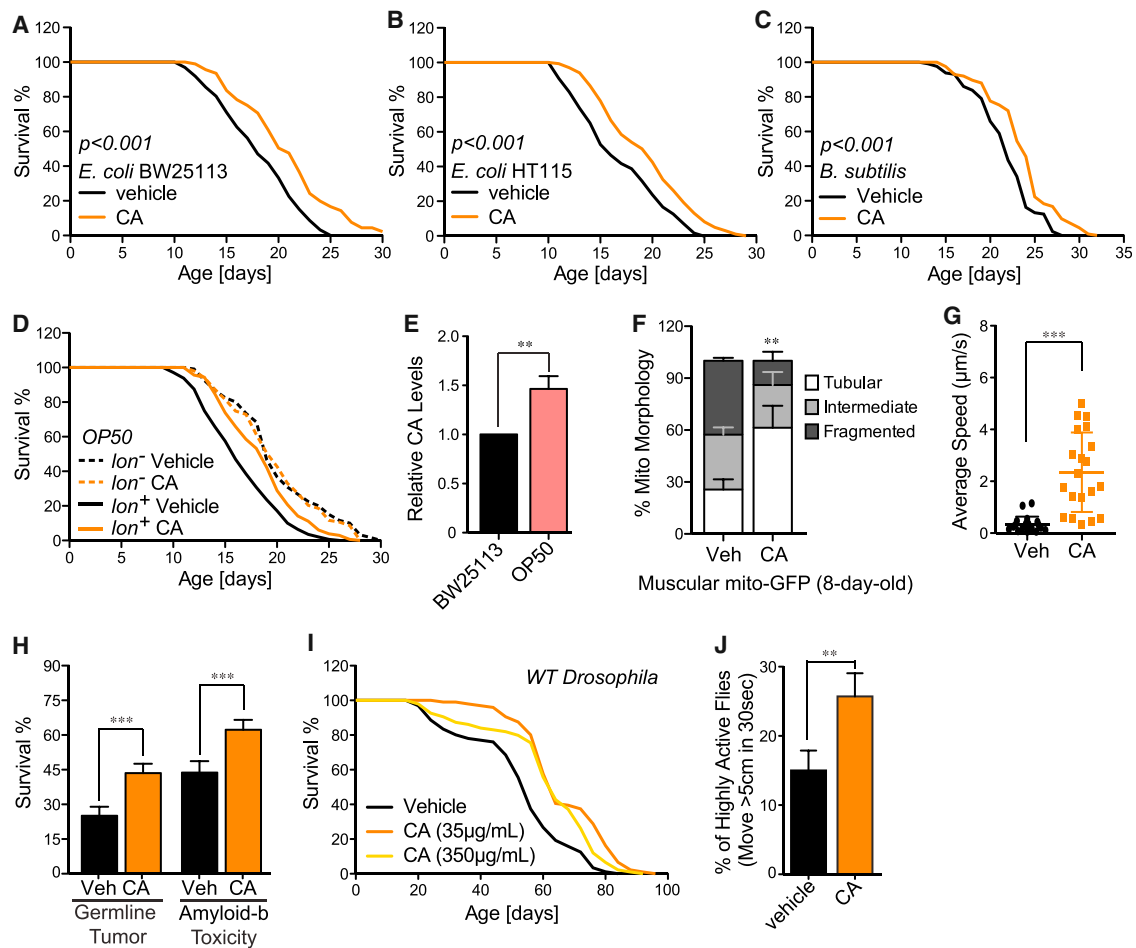 A
120
100
80
60
40
20
0
Survival %
p<0.001
E. coli BW25113
vehicle
CA
0 5 10 15 20 25 30
Age [days]
B
120
100
80
60
40
20
0
Survival %
p<0.001
E. coli HT115
vehicle
CA
0 5 10 15 20 25 30
Age [days]
C
120
100
80
60
40
20
0
Survival %
p<0.001
B. subtilis
Vehicle
CA
0 5 10 15 20 25 30 35
Age [days]
D
120
100
80
60
40
20
0
Survival %
OP50
lon- Vehicle
lon- CA
lon+ Vehicle
lon+ CA
0 5 10 15 20 25 30
Age [days]
E
2.0
1.5
1.0
0.5
0
Relative CA Levels
**
BW25113
OP50
F
120
90
60
30
0
% Mito Morphology
**
Tubular
Intermediate
Fragmented
Veh CA
Muscular mito-GFP (8-day-old)
G
8
6
4
2
0
Average Speed (µm/s)
***
Veh CA
H
90
75
60
45
30
15
0
Survival %
***
***
Veh CA Veh CA
Germline Amyloid-b
Tumor Toxicity
I
120
100
80
60
40
20
0
Survival %
WT Drosophila
Vehicle
CA (35µg/mL)
CA (350µg/mL)
0 20 40 60 80 100
Age [days]
J
30
20
10
0
% of Highly Active Flies
(Move >5cm in 30sec)
**
vehicle
CA